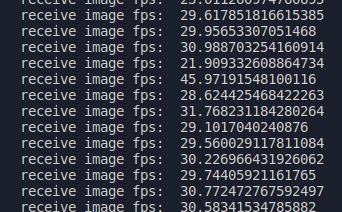 receive image fps:
receive image fps: 29.617851816615385
receive image fps: 29.95653307051468
receive image fps: 30.988703254160914
receive image fps: 21.909332608864734
receive image fps: 45.97191548100116
receive image fps: 28.624425468422263
receive image fps: 31.768231184280264
receive image fps: 29.1017040240876
receive image fps: 29.560029117811084
receive image fps: 30.226966431926062
receive image fps: 29.74405921161765
receive image fps: 30.772472767592497
receive image fps: 30.58341534785882